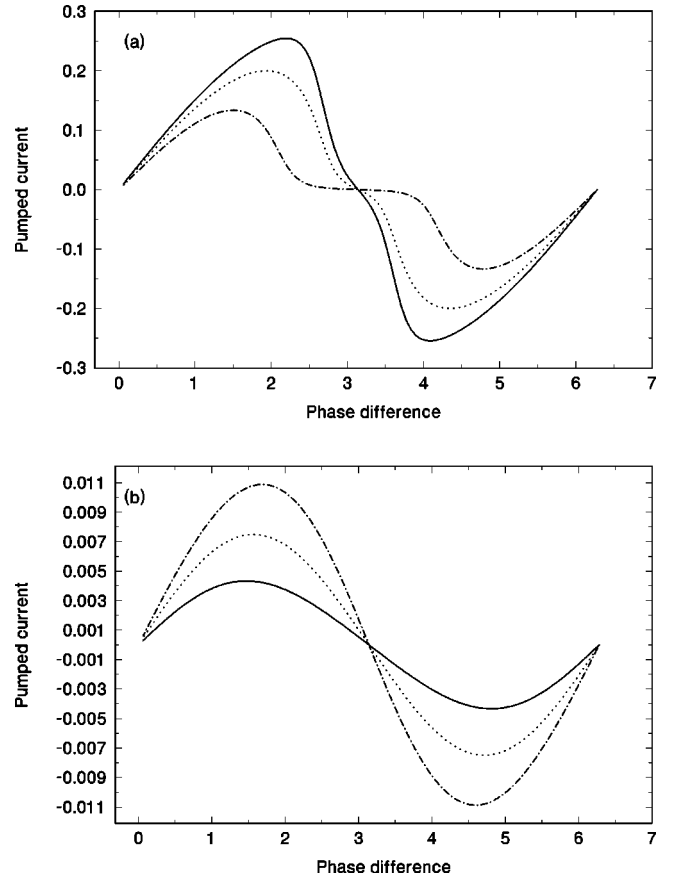 (a)
Pumped current
0.3
0.2
0.1
0.0
-0.1
-0.2
-0.3
0 1 2 3 4 5 6 7
Phase difference
(b)
Pumped current
0.011
0.009
0.007
0.005
0.003
0.001
-0.001
-0.003
-0.005
-0.007
-0.009
-0.011
0 1 2 3 4 5 6 7
Phase difference